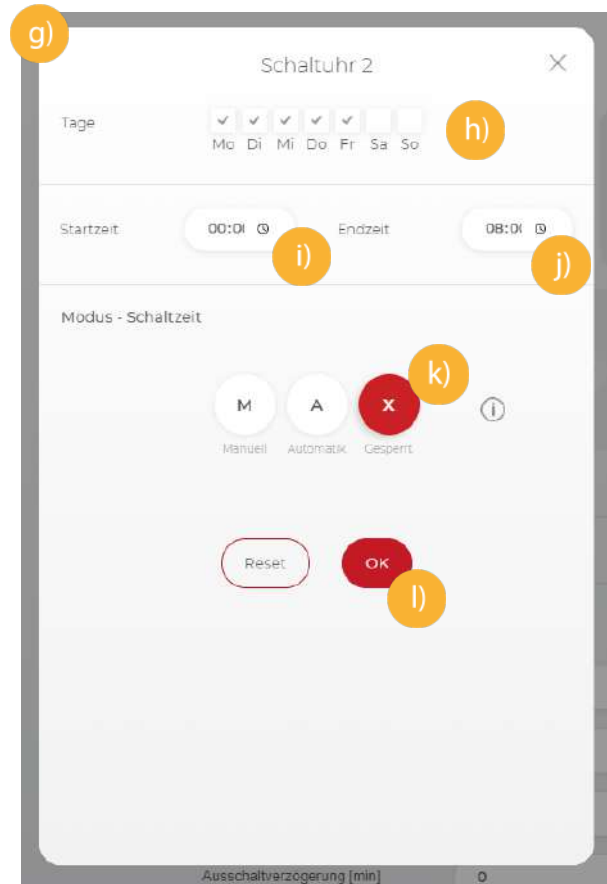 g)
Schaltuhr 2
Tage
h)
Mo Di Mi Do Fr Sa So
Startzeit 00:0 Endzeit 08:0
i)
j)
Modus - Schaltzeit
k)
M A X
Manuell Automatik Gesperrt
Reset OK
l)
Ausschaltverzögerung [min] 0